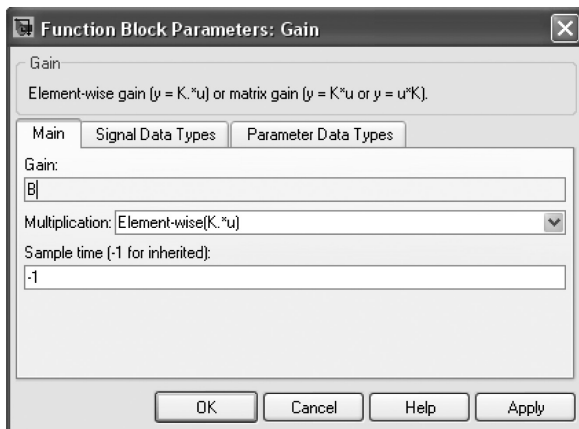 Function Block Parameters: Gain
Gain
Element-wise gain (y = K.*u) or matrix gain (y = K*u or y = u*K).
Main Signal Data Types Parameter Data Types
Gain:
B
Multiplication: Element-wise(K.*u)
Sample time (-1 for inherited):
-1
OK Cancel Help Apply